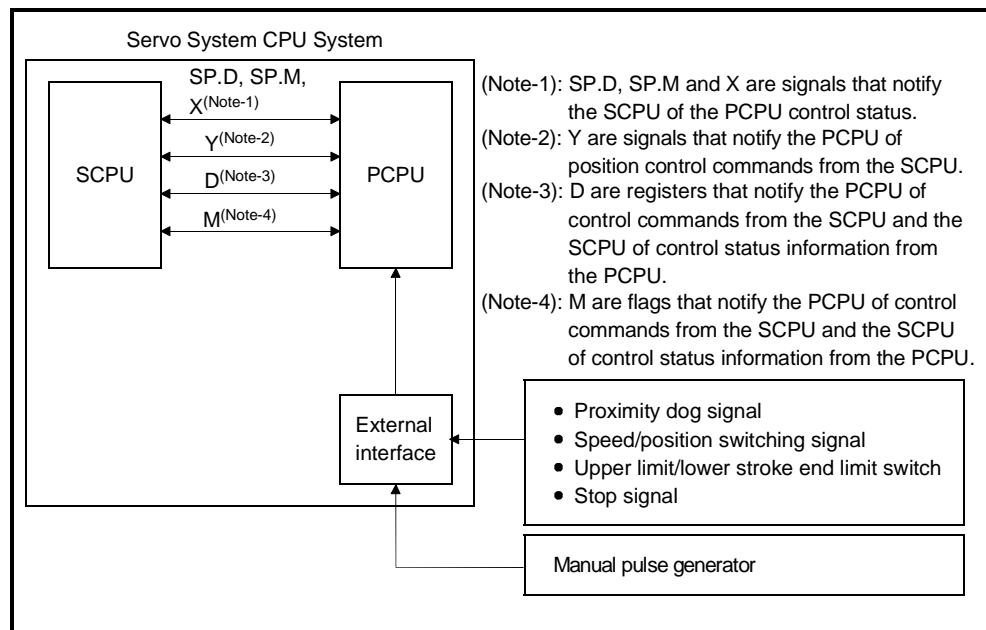 Servo System CPU System
SP.D, SP.M,
X(Note-1)
Y(Note-2)
D(Note-3)
M(Note-4)
SCPU
PCPU
External
interface
(Note-1): SP.D, SP.M and X are signals that notify
the SCPU of the PCPU control status.
(Note-2): Y are signals that notify the PCPU of
position control commands from the SCPU.
(Note-3): D are registers that notify the PCPU of
control commands from the SCPU and the
SCPU of control status information from
the PCPU.
(Note-4): M are flags that notify the PCPU of control
commands from the SCPU and the SCPU
of control status information from the PCPU.
• Proximity dog signal
• Speed/position switching signal
• Upper limit/lower stroke end limit switch
• Stop signal
Manual pulse generator